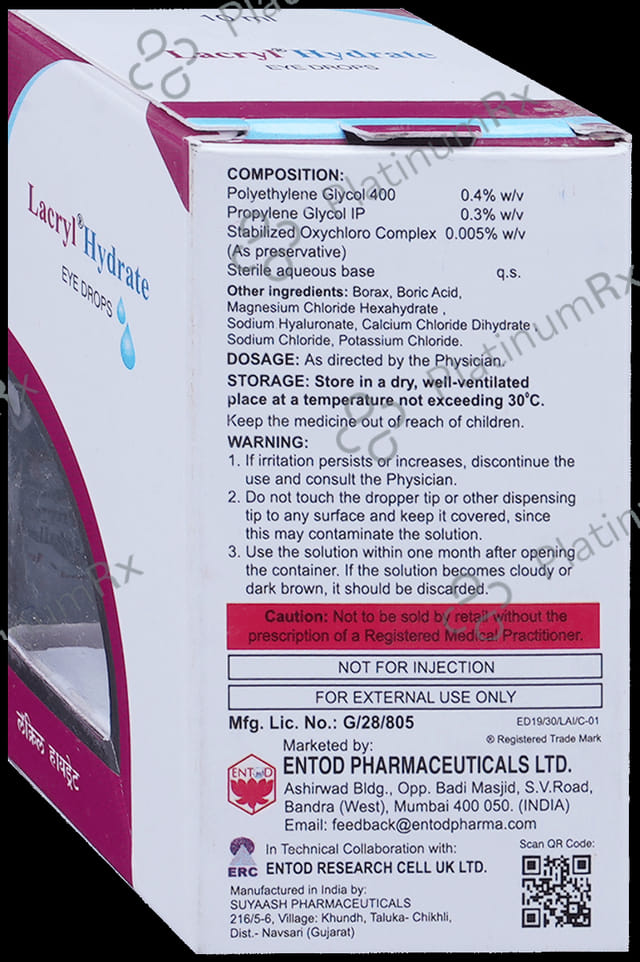 10 ml
Lacryl® Hydrate
EYE DROPS
Lacryl® Hydrate
EYE DROPS
लॅक्रिल हायड्रेट
COMPOSITION:
Polyethylene Glycol 400 0.4% w/v
Propylene Glycol IP 0.3% w/v
Stabilized Oxychloro Complex 0.005% w/v
(As preservative)
Sterile aqueous base q.s.
Other ingredients: Borax, Boric Acid,
Magnesium Chloride Hexahydrate ,
Sodium Hyaluronate, Calcium Chloride Dihydrate ,
Sodium Chloride, Potassium Chloride.
DOSAGE: As directed by the Physician.
STORAGE: Store in a dry, well-ventilated
place at a temperature not exceeding 30°C.
Keep the medicine out of reach of children.
WARNING:
1. If irritation persists or increases, discontinue the
use and consult the Physician.
2. Do not touch the dropper tip or other dispensing
tip to any surface and keep it covered, since
this may contaminate the solution.
3. Use the solution within one month after opening
the container. If the solution becomes cloudy or
dark brown, it should be discarded.
Caution: Not to be sold by retail without the
prescription of a Registered Medical Practitioner.
NOT FOR INJECTION
FOR EXTERNAL USE ONLY
Mfg. Lic. No.: G/28/805
ED19/30/LAI/C-01
® Registered Trade Mark
Marketed by:
ENTOD
ENTOD PHARMACEUTICALS LTD.
Ashirwad Bldg., Opp. Badi Masjid, S.V.Road,
Bandra (West), Mumbai 400 050. (INDIA)
Email: feedback@entodpharma.com
In Technical Collaboration with:
ERC ENTOD RESEARCH CELL UK LTD.
Scan QR Code:
Manufactured in India by:
SUYAASH PHARMACEUTICALS
216/5-6, Village: Khundh, Taluka- Chikhli,
Dist.- Navsari (Gujarat)
PlatinumRx
PlatinumRx
PlatinumRx
PlatinumRx
PlatinumRx